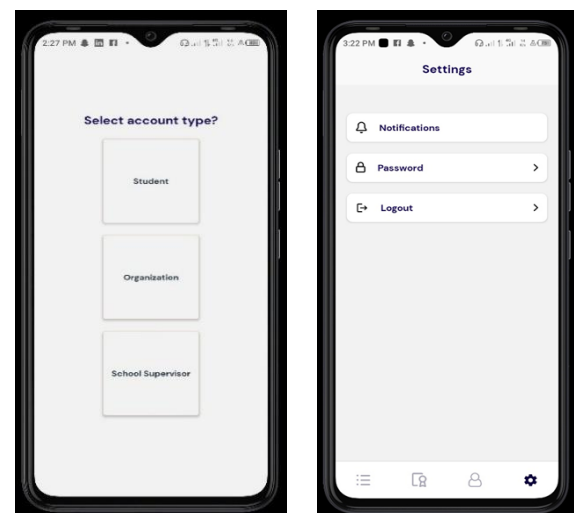 2:27 PM
Select account type?
Student
Organization
School Supervisor
3:22 PM
Settings
Notifications
Password
Logout